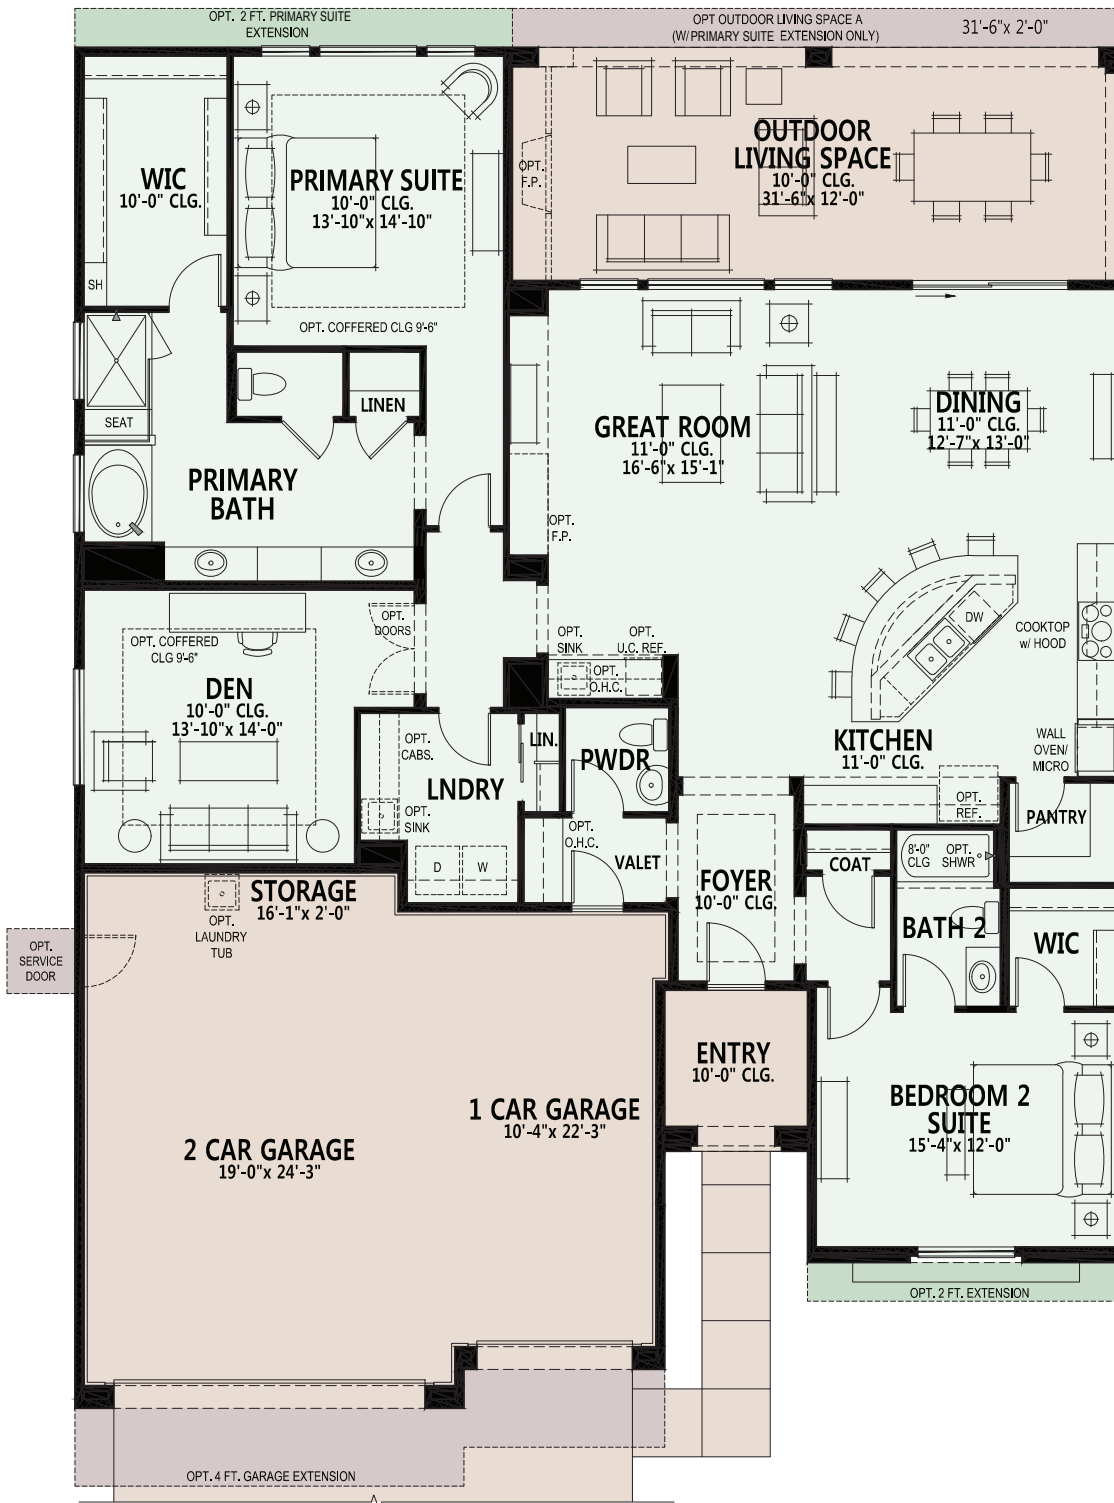 OPT. 2 FT. PRIMARY SUITE
EXTENSION
OPT OUTDOOR LIVING SPACE A
(W/PRIMARY SUITE EXTENSION ONLY)
31'-6"x 2'-0"
WIC
10'-0" CLG.
SH
PRIMARY SUITE
10'-0" CLG.
13'-10"x 14'-10"
OPT. COFFERED CLG 9'-6"
OUTDOOR
LIVING SPACE
10'-0" CLG.
31'-6"x 12'-0"
OPT.
F.P.
SEAT
LINEN
PRIMARY
BATH
GREAT ROOM
11'-0" CLG.
16'-6"x 15'-1"
OPT.
F.P.
DINING
11'-0" CLG.
12'-7"x 13'-0"
OPT. COFFERED
CLG 9'-6"
OPT.
DOORS
DEN
10'-0" CLG.
13'-10"x 14'-0"
OPT.
SINK
OPT.
U.C. REF.
OPT.
O.H.C.
DW
COOKTOP
w/ HOOD
WALL
OVEN/
MICRO
KITCHEN
11'-0" CLG.
OPT.
REF.
PANTRY
OPT.
CABS.
LIN.
PWDR
LNDRY
OPT.
SINK
D
W
OPT.
O.H.C.
VALET
FOYER
10'-0" CLG.
COAT
8'-0"
CLG
OPT.
SHWR
BATH 2
WIC
STORAGE
16'-1"x 2'-0"
OPT.
LAUNDRY
TUB
OPT.
SERVICE
DOOR
ENTRY
10'-0" CLG.
BEDROOM 2
SUITE
15'-4"x 12'-0"
1 CAR GARAGE
10'-4"x 22'-3"
2 CAR GARAGE
19'-0"x 24'-3"
OPT. 2 FT. EXTENSION
OPT. 4 FT. GARAGE EXTENSION